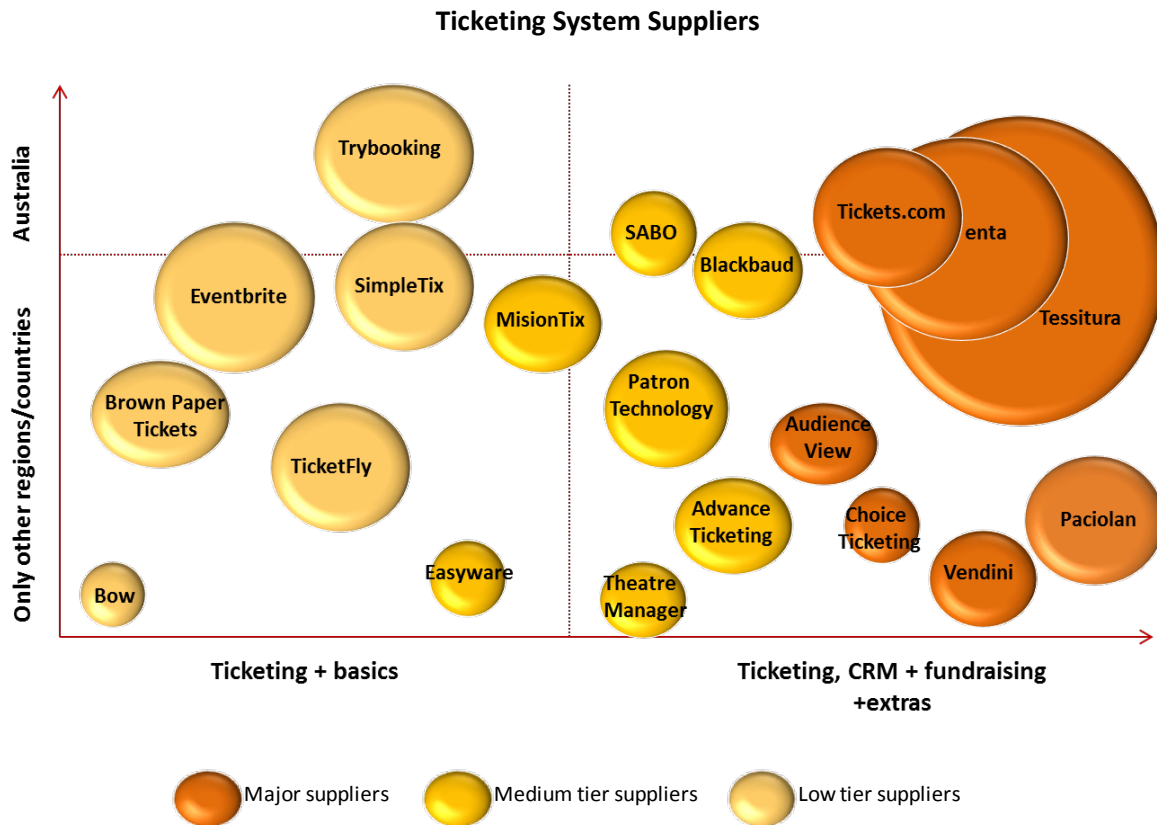 Ticketing System Suppliers
Australia
Only other regions/countries
Trybooking
Eventbrite
SimpleTix
Brown Paper
Tickets
TicketFly
Bow
Easyware
MisionTix
SABO
Blackbaud
Tickets.com
enta
Tessitura
Patron
Technology
Audience
View
Advance
Ticketing
Choice
Ticketing
Paciolan
Vendini
Theatre
Manager
Ticketing + basics
Ticketing, CRM + fundraising
+extras
Major suppliers
Medium tier suppliers
Low tier suppliers